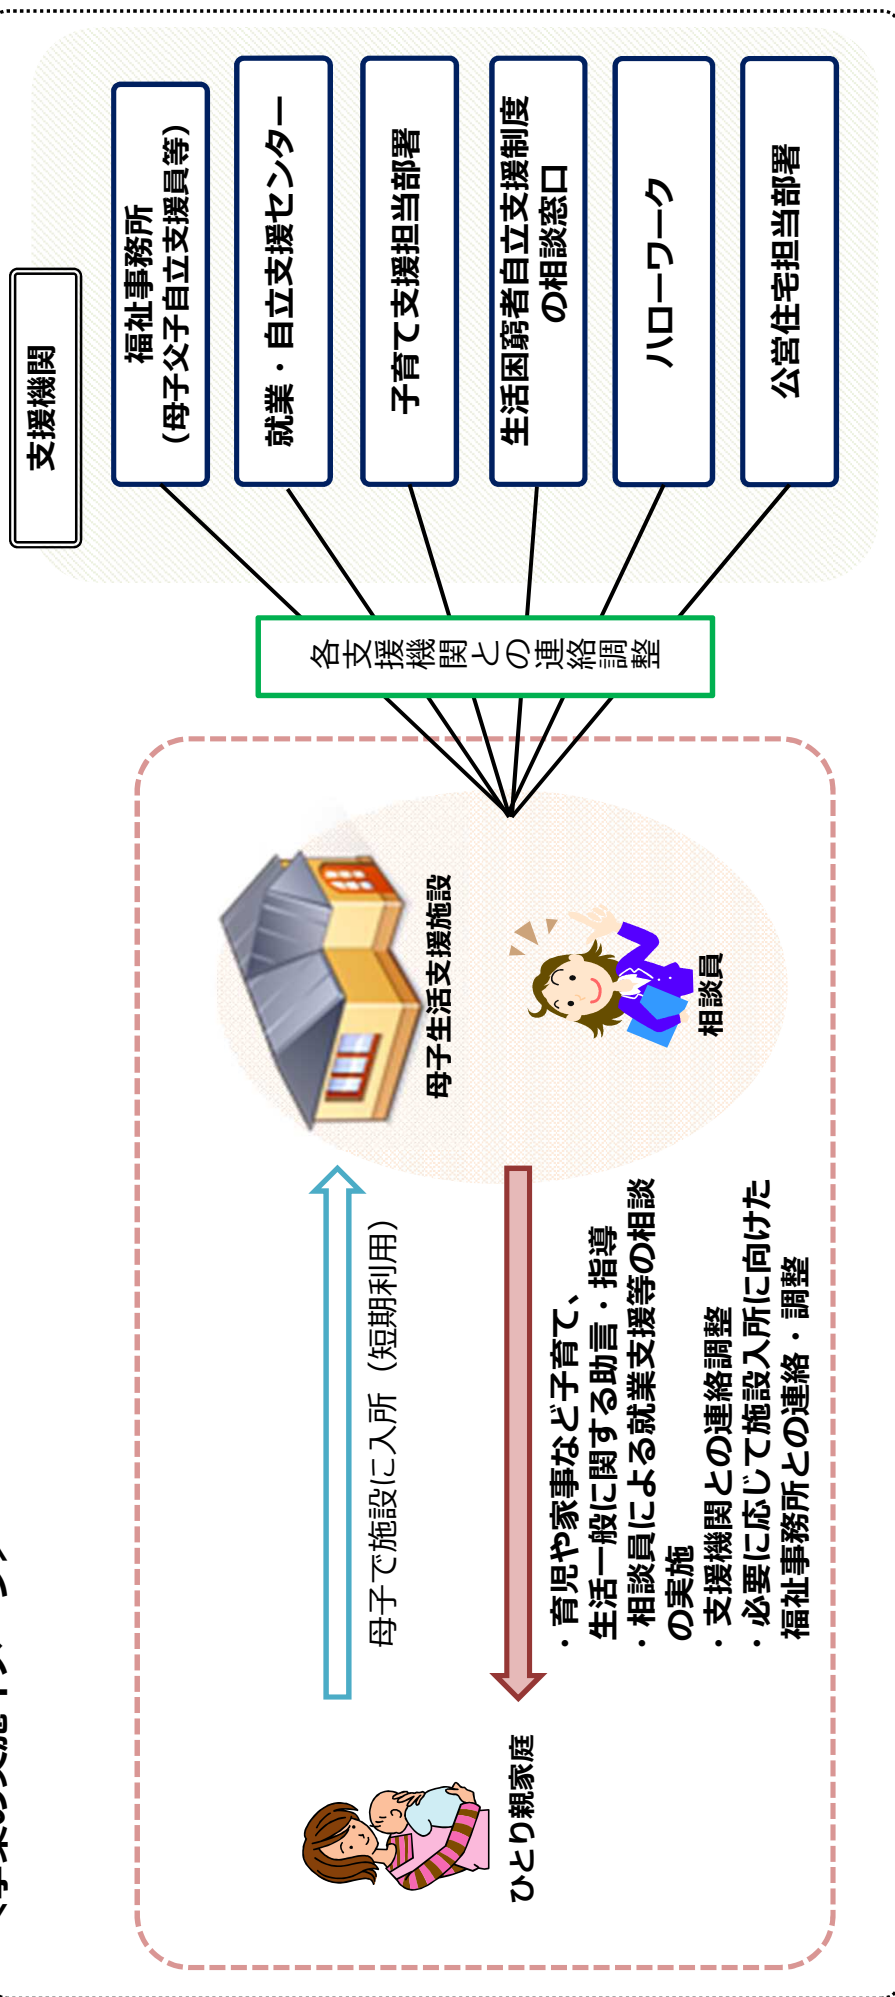 支援機関
福祉事務所
（母子父子自立支援員等）
就業・自立支援センター
子育て支援担当部署
生活困窮者自立支援制度
の相談窓口
ハローワーク
公営住宅担当部署
各支援機関との連絡調整
母子生活支援施設
相談員
母子で施設に入所（短期利用）
・育児や家事など子育て、
生活一般に関する助言・指導
・相談員による就業支援等の相談
の実施
・支援機関との連絡調整
・必要に応じて施設入所に向けた
福祉事務所との連絡・調整
ひとり親家庭